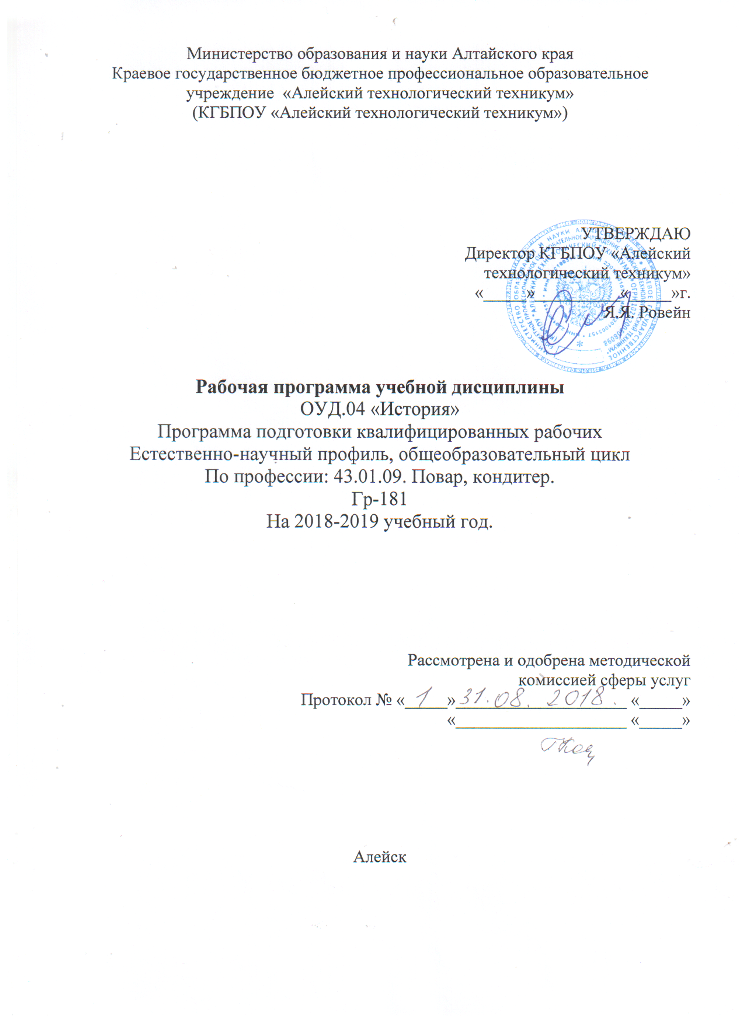 Министерство образования и науки Алтайского края
Краевое государственное бюджетное профессиональное образовательное
учреждение «Алейский технологический техникум»
(КГБПОУ «Алейский технологический техникум»)
УТВЕРЖДАЮ
Директор КГБПОУ «Алейский
технологический техникум»
«_____»__________«_____»г.
Я.Я. Ровейн
Рабочая программа учебной дисциплины
ОУД.04 «История»
Программа подготовки квалифицированных рабочих
Естественно-научный профиль, общеобразовательный цикл
По профессии: 43.01.09. Повар, кондитер.
Гр-181
На 2018-2019 учебный год.
Рассмотрена и одобрена методической
комиссией сферы услуг
Протокол № «__1__»31.08. 2018.____ «_____»
«____________________ «_____»
Алейск